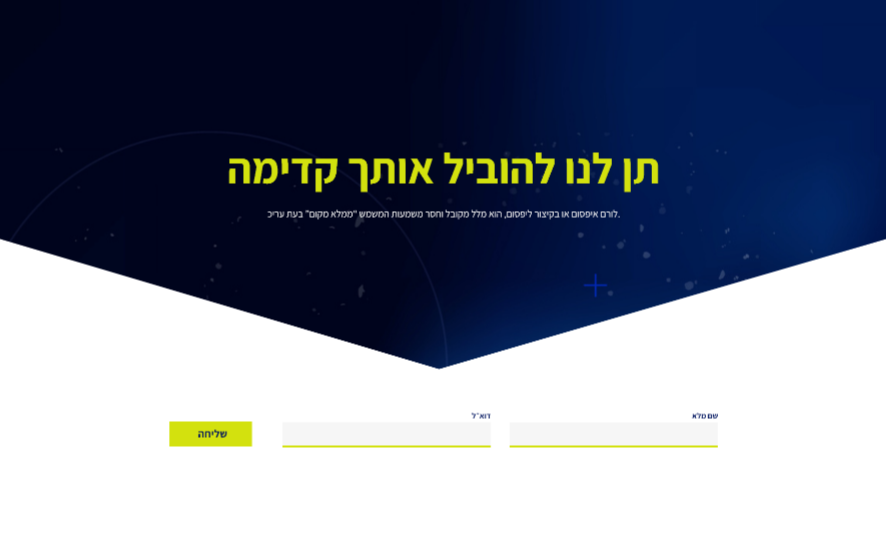 תן לנו להוביל אותך קדימה
לורם איפסום או בקיצור ליפסום, הוא מלל מקובל וחסר משמעות המשמש "ממלא מקום" בעת עריכ.
שם מלא
דוא״ל
שליחה